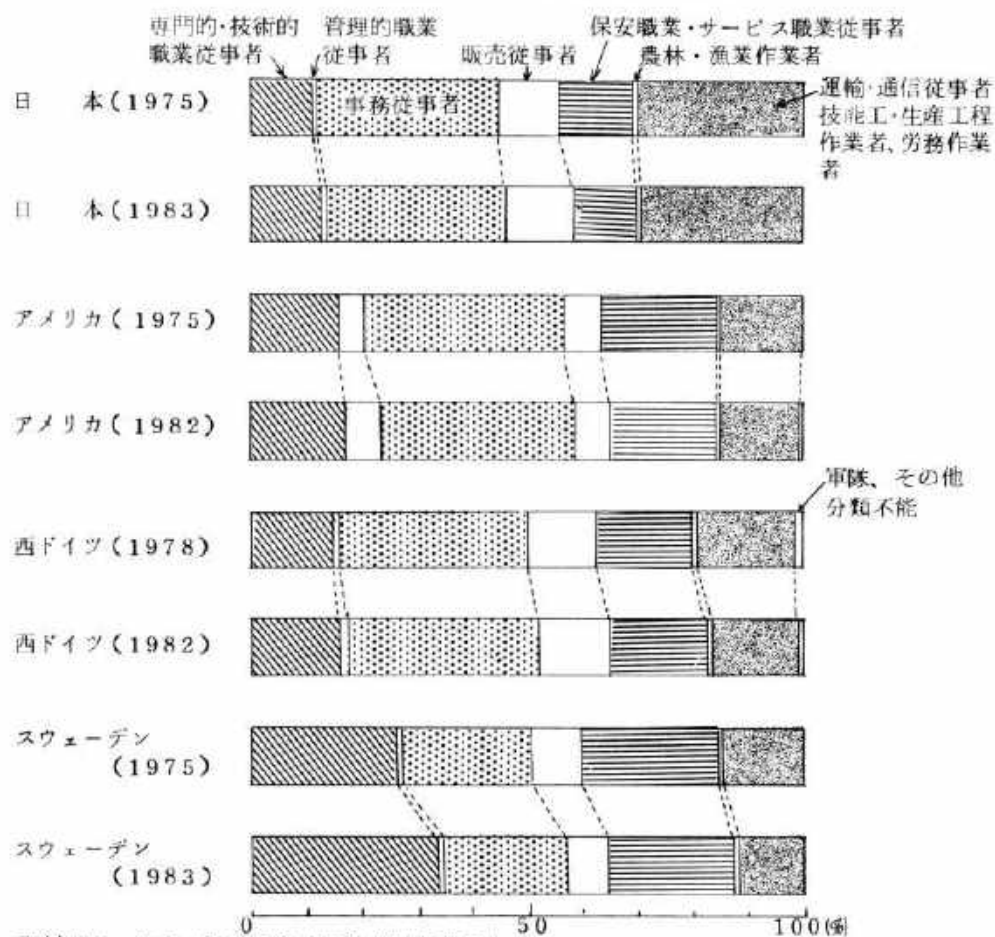 専門的・技術的
職業従事者
管理的職業
従事者
販売従事者
保安職業・サービス職業従事者
農林・漁業作業者
運輸・通信従事者
技能工・生産工程
作業者、労務作業
者
日 本(1975)
事務従事者
日 本(1983)
アメリカ(1975)
アメリカ(1982)
軍隊、その他
分類不能
西ドイツ(1978)
西ドイツ(1982)
スウェーデン
(1975)
スウェーデン
(1983)
0 50 100(%)